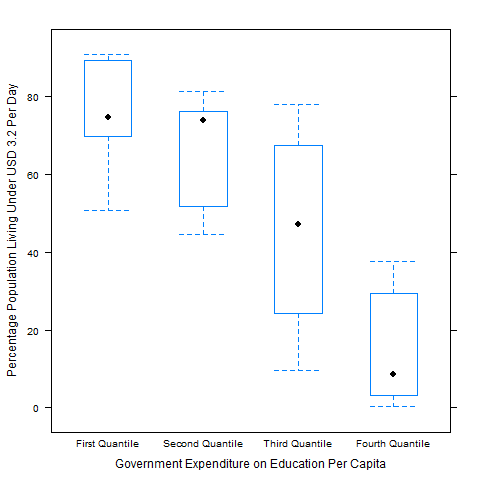 Percentage Population Living Under USD 3.2 Per Day
80
60
40
20
0
First Quantile
Second Quantile
Third Quantile
Fourth Quantile
Government Expenditure on Education Per Capita